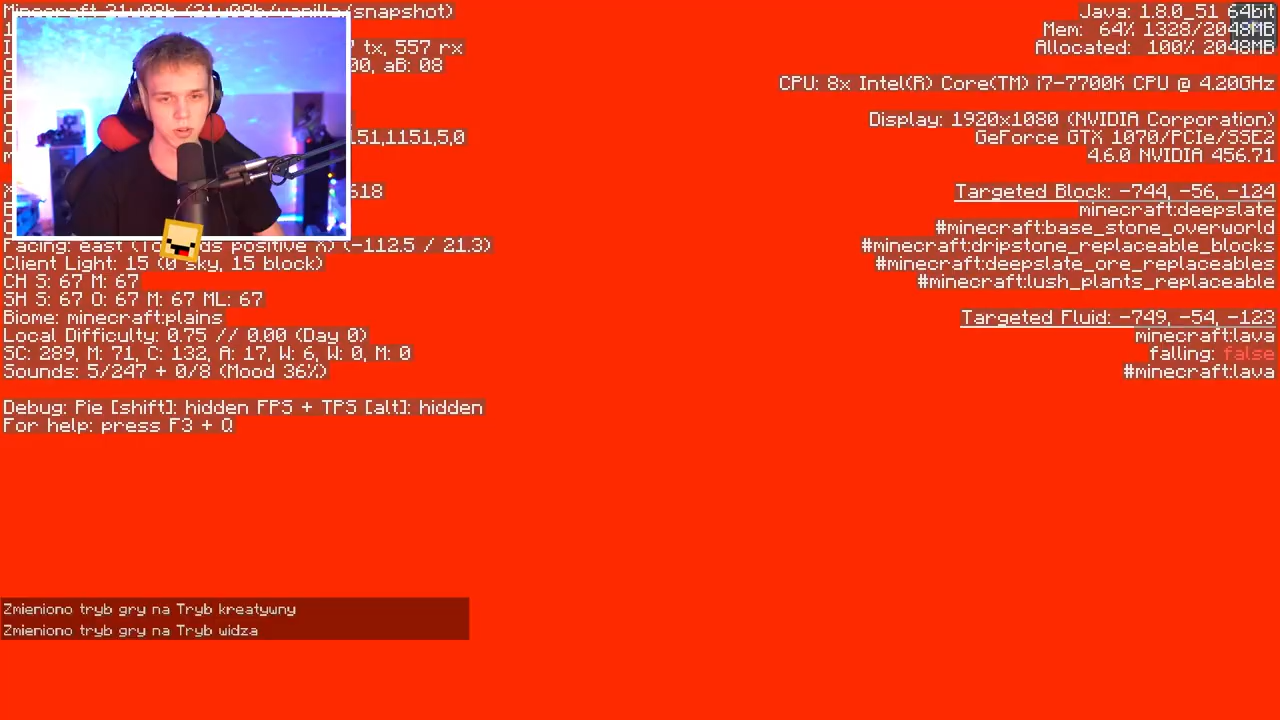 Minecraft 21w08b (21w08b/vanilla/snapshot)
tx, 557 rx
aB: 08
151,1151,5,0
618
Facing: east positive X) (-112.5 / 21.3)
Client Light: 15 (0 sky, 15 block)
CH S: 67 M: 67
SH S: 67 O: 67 M: 67 ML: 67
Biome: minecraft:plains
Local Difficulty: 0.75 // 0.00 (Day 0)
SC: 289, M: 71, C: 132, A: 17, W: 6, W: 0, M: 0
Sounds: 5/247 + 0/8 (Mood 36%)
Debug: Pie [shift]: hidden FPS + TPS [alt]: hidden
For help: press F3 + Q
Java: 1.8.0_51 64bit
Mem: 64% 1328/2048MB
Allocated: 100% 2048MB
CPU: 8x Intel(R) Core(TM) i7-7700K CPU @ 4.20GHz
Display: 1920x1080 (NVIDIA Corporation)
GeForce GTX 1070/PCIe/SSE2
4.6.0 NVIDIA 456.71
Targeted Block: -744, -56, -124
minecraft:deepslate
#minecraft:base_stone_overworld
#minecraft:dripstone_replaceable_blocks
#minecraft:deepslate_ore_replaceables
#minecraft:lush_plants_replaceable
Targeted Fluid: -749, -54, -123
minecraft:lava
falling: false
#minecraft:lava
Zmieniono tryb gry na Tryb kreatywny
Zmieniono tryb gry na Tryb widza